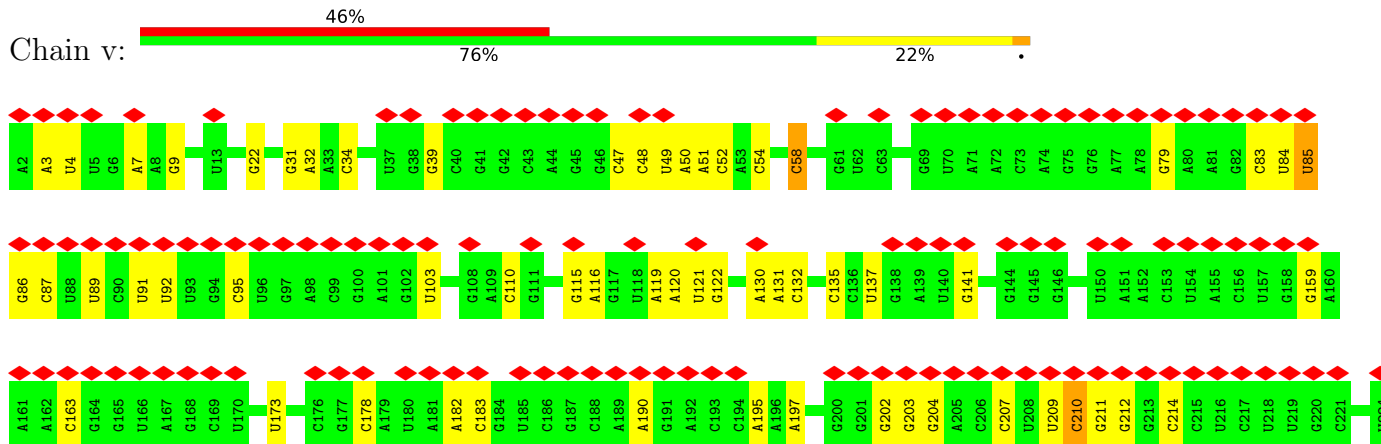 46%
Chain v:
76% 22% •
A2 A3 U4 U5 G6 A7 A8 G9 U13 G22 G31 A32 A33 C34 U37 G38 G39 C40 G41 G42 C43 A44 G45 G46 C47 C48 U49 A50 A51 C52 A53 C54 C58 G61 U62 C63 G69 U70 A71 A72 C73 A74 G75 G76 A77 A78 G79 A80 A81 G82 C83 U84 U85
G86 C87 U88 U89 C90 U91 U92 U93 G94 C95 U96 G97 A98 C99 G100 A101 G102 U103 G108 A109 C110 G111 G115 A116 G117 U118 A119 A120 U121 G122 A130 A131 C132 C135 C136 U137 G138 A139 U140 G141 G144 G145 G146 U150 A151 A152 C153 U154 A155 C156 U157 G158 G159 A160
A161 A162 C163 G164 G165 U166 A167 G168 C169 U170 U173 C176 G177 C178 A179 U180 A181 A182 C183 G184 U185 C186 G187 C188 A189 A190 G191 A192 C193 C194 A195 A196 A197 G200 G201 G202 G203 G204 A205 C206 C207 U208 U209 C210 G211 G212 G213 C214 C215 U216 C217 U218 U219 G220 C221